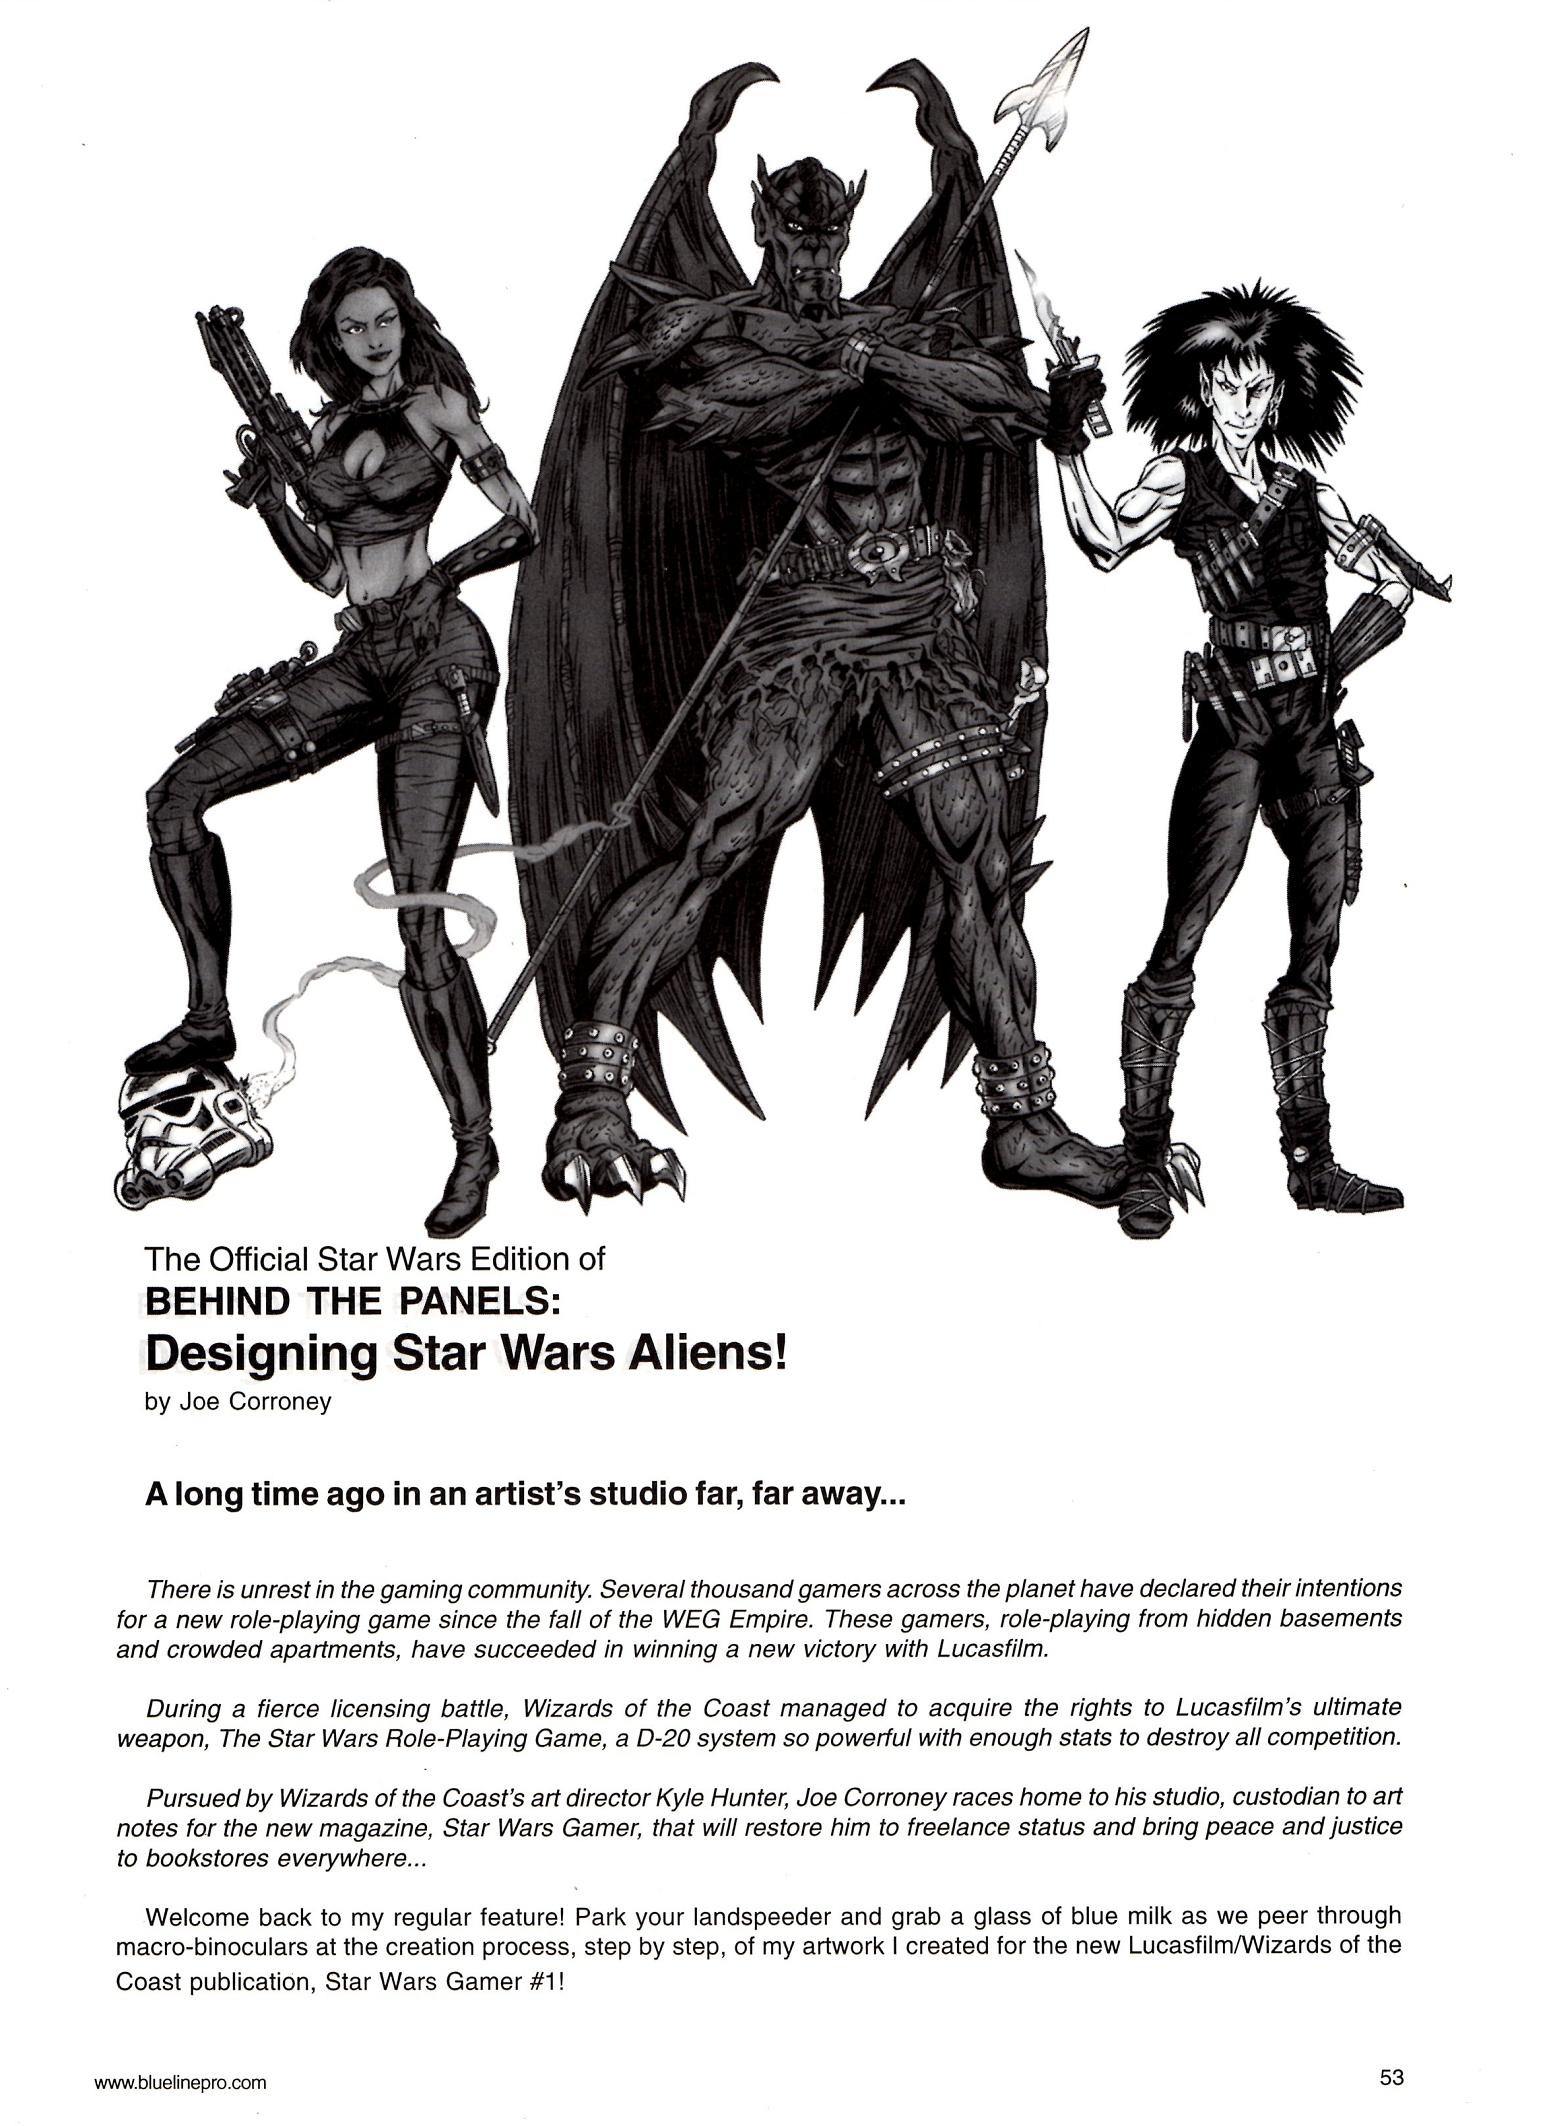 The Official Star Wars Edition of
BEHIND THE PANELS:
Designing Star Wars Aliens!
by Joe Corroney
A long time ago in an artist's studio far, far away...
There is unrest in the gaming community. Several thousand gamers across the planet have declared their intentions
for a new role-playing game since the fall of the WEG Empire. These gamers, role-playing from hidden basements
and crowded apartments, have succeeded in winning a new victory with Lucasfilm.
During a fierce licensing battle, Wizards of the Coast managed to acquire the rights to Lucasfilm's ultimate
weapon, The Star Wars Role-Playing Game, a D-20 system so powerful with enough stats to destroy all competition.
Pursued by Wizards of the Coast's art director Kyle Hunter, Joe Corroney races home to his studio, custodian to art
notes for the new magazine, Star Wars Gamer, that will restore him to freelance status and bring peace and justice
to bookstores everywhere...
Welcome back to my regular feature! Park your landspeeder and grab a glass of blue milk as we peer through
macro-binoculars at the creation process, step by step, of my artwork I created for the new Lucasfilm/Wizards of the
Coast publication, Star Wars Gamer #1!
www.bluelinepro.com
53